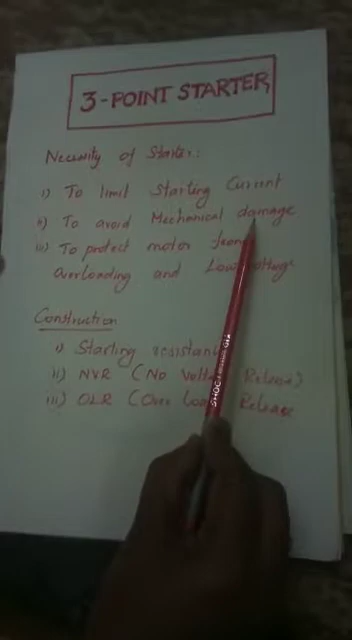 3-POINT STARTER
Necessity of Starter:
i) To limit Starting Current
ii) To avoid Mechanical damage
iii) To protect motor from
overloading and Low
Construction
i) Starting resistance
ii) NVR (No Voltage Release)
iii) OLR (Over Load Release